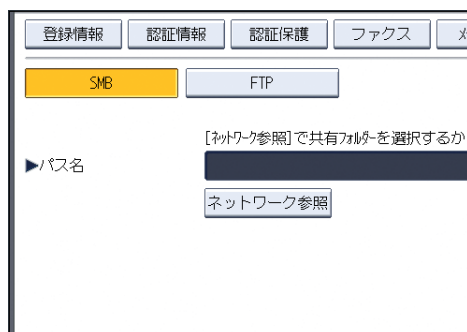 登録情報 認証情報 認証保護 ファクス
SMB FTP
[ネットワーク参照]で共有フォルダーを選択するか
▶パス名
ネットワーク参照